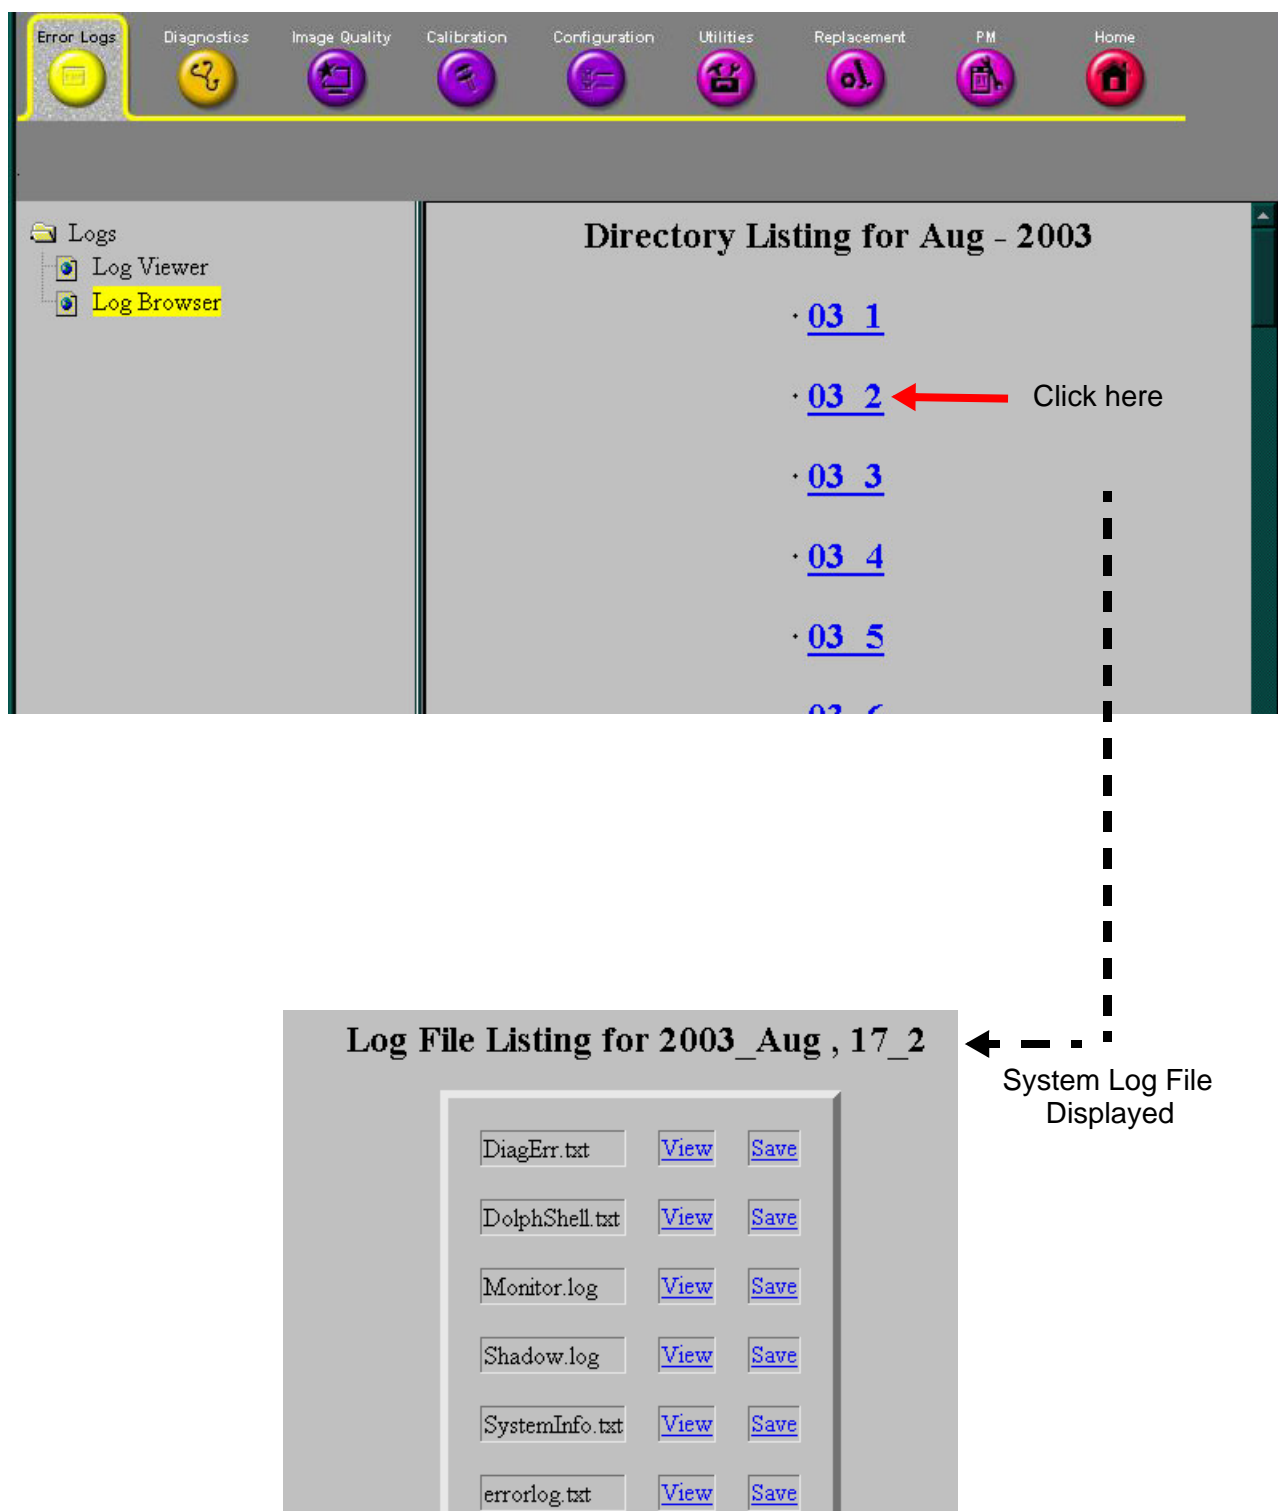 Error Logs Diagnostics Image Quality Calibration Configuration Utilities Replacement PM Home
Logs
Log Viewer
Log Browser
Directory Listing for Aug - 2003
03 1
03 2
Click here
03 3
03 4
03 5
03 6
Log File Listing for 2003_Aug , 17_2
System Log File
Displayed
DiagErr.txt View Save
DolphShell.txt View Save
Monitor.log View Save
Shadow.log View Save
SystemInfo.txt View Save
errorlog.txt View Save